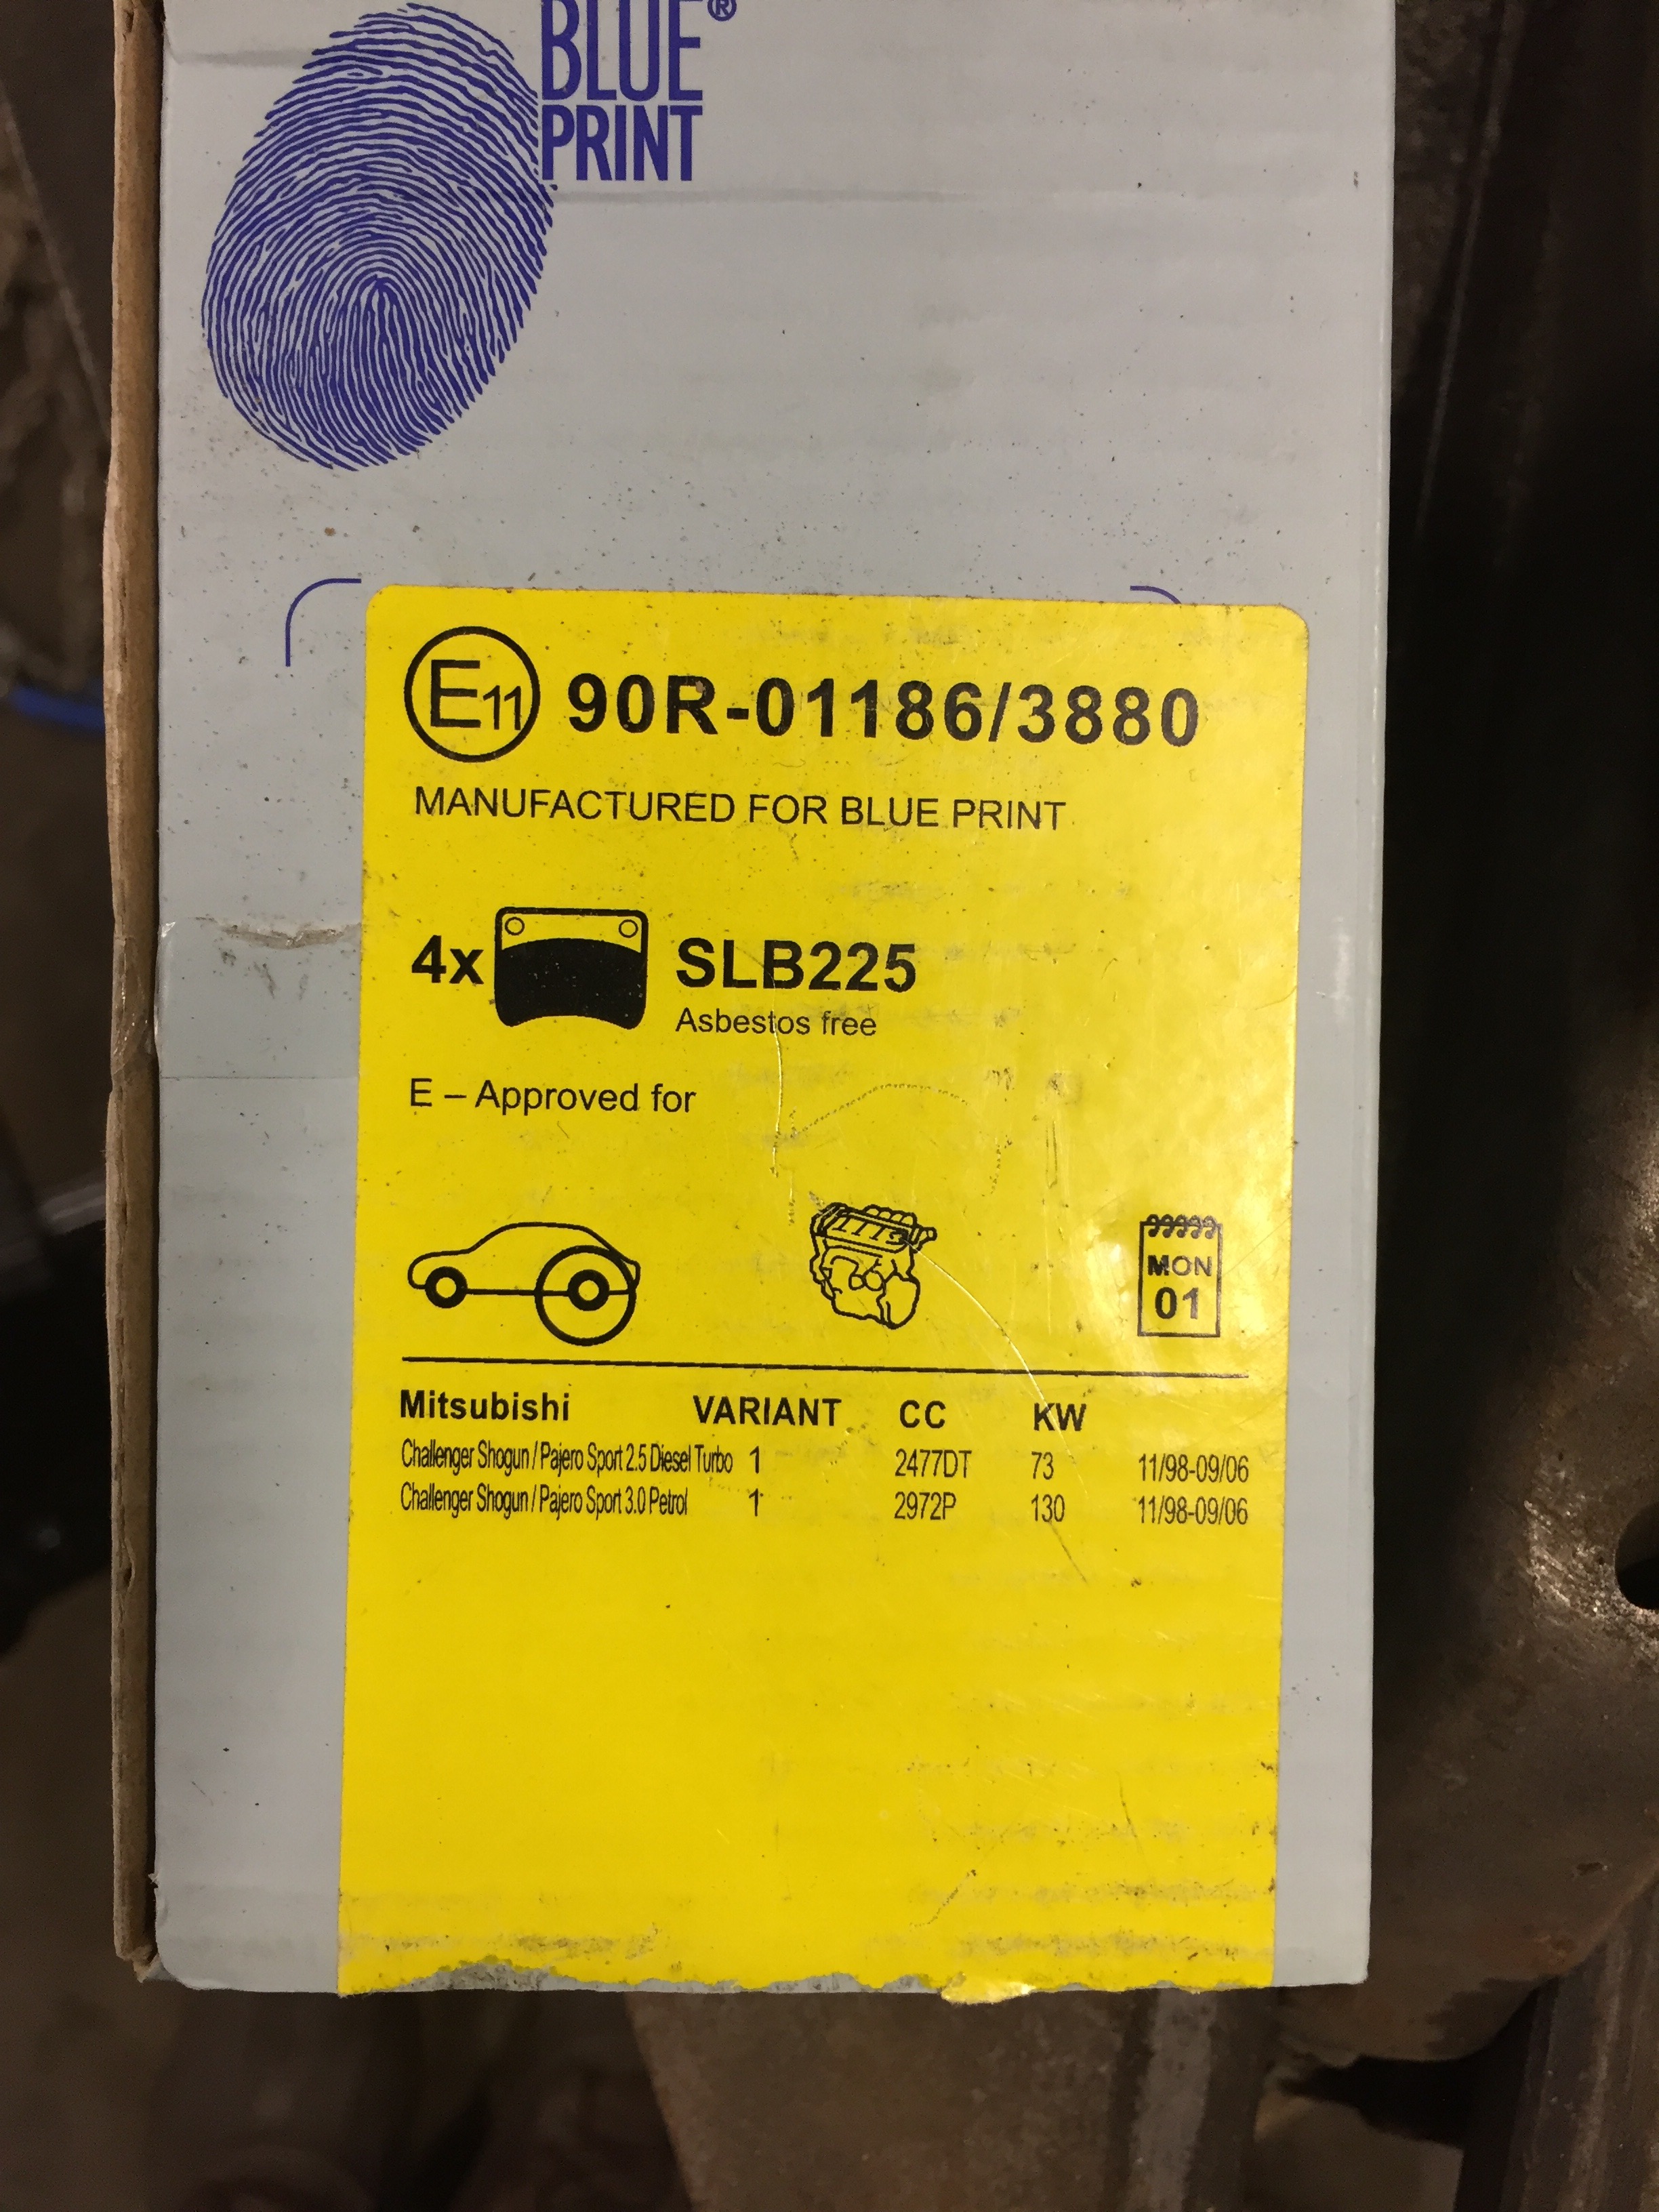 BLUE®
PRINT
E11 90R-01186/3880
MANUFACTURED FOR BLUE PRINT
4x SLB225
Asbestos free
E – Approved for
MON
01
Mitsubishi VARIANT CC KW
Challenger Shogun / Pajero Sport 2.5 Diesel Turbo 1 2477DT 73 11/98-09/06
Challenger Shogun / Pajero Sport 3.0 Petrol 1 2972P 130 11/98-09/06